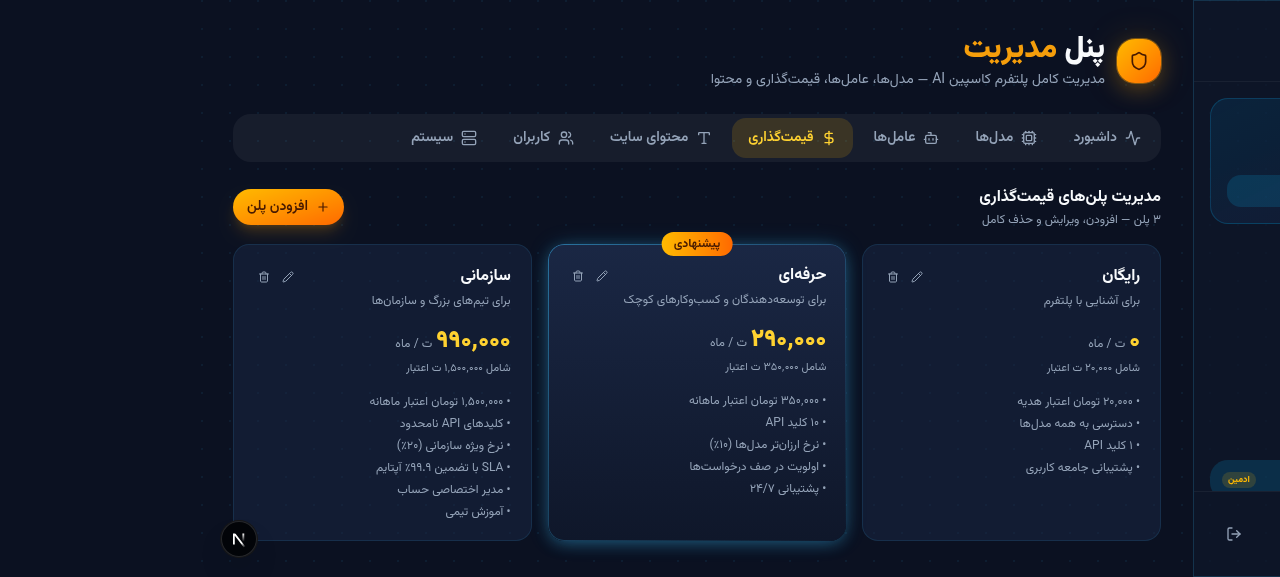 پنل مدیریت
مدیریت کامل پلتفرم کاسپین AI — مدل‌ها، عامل‌ها، قیمت‌گذاری و محتوا
داشبورد
مدل‌ها
عامل‌ها
قیمت‌گذاری
محتوای سایت
کاربران
سیستم
مدیریت پلن‌های قیمت‌گذاری
۳ پلن — افزودن، ویرایش و حذف کامل
افزودن پلن
رایگان
برای آشنایی با پلتفرم
۰ ت / ماه
شامل ۲۰,۰۰۰ ت اعتبار
• ۲۰,۰۰۰ تومان اعتبار هدیه
• دسترسی به همه مدل‌ها
• ۱ کلید API
• پشتیبانی جامعه کاربری
پیشنهادی
حرفه‌ای
برای توسعه‌دهندگان و کسب‌وکارهای کوچک
۲۹۰,۰۰۰ ت / ماه
شامل ۳۵۰,۰۰۰ ت اعتبار
• ۳۵۰,۰۰۰ تومان اعتبار ماهانه
• ۱۰ کلید API
• نرخ ارزان‌تر مدل‌ها (۱۰٪)
• اولویت در صف درخواست‌ها
• پشتیبانی ۲۴/۷
سازمانی
برای تیم‌های بزرگ و سازمان‌ها
۹۹۰,۰۰۰ ت / ماه
شامل ۱,۵۰۰,۰۰۰ ت اعتبار
• ۱,۵۰۰,۰۰۰ تومان اعتبار ماهانه
• کلیدهای API نامحدود
• نرخ ویژه سازمانی (۲۰٪)
• SLA با تضمین ۹۹.۹٪ آپتایم
• مدیر اختصاصی حساب
• آموزش تیمی
ادمین
N